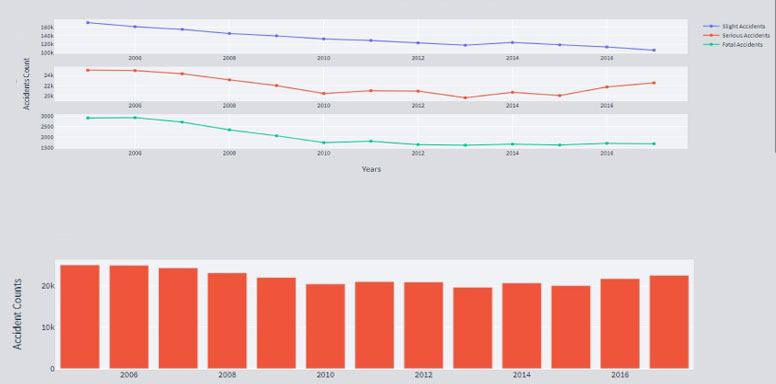 160k
140k
120k
100k
Slight Accidents
Serious Accidents
Fatal Accidents
2006 2008 2010 2012 2014 2016
24k
22k
20k
Accidents Count
2006 2008 2010 2012 2014 2016
3000
2500
2000
1500
2006 2008 2010 2012 2014 2016
Years
Accident Counts
20k
10k
0
2006 2008 2010 2012 2014 2016